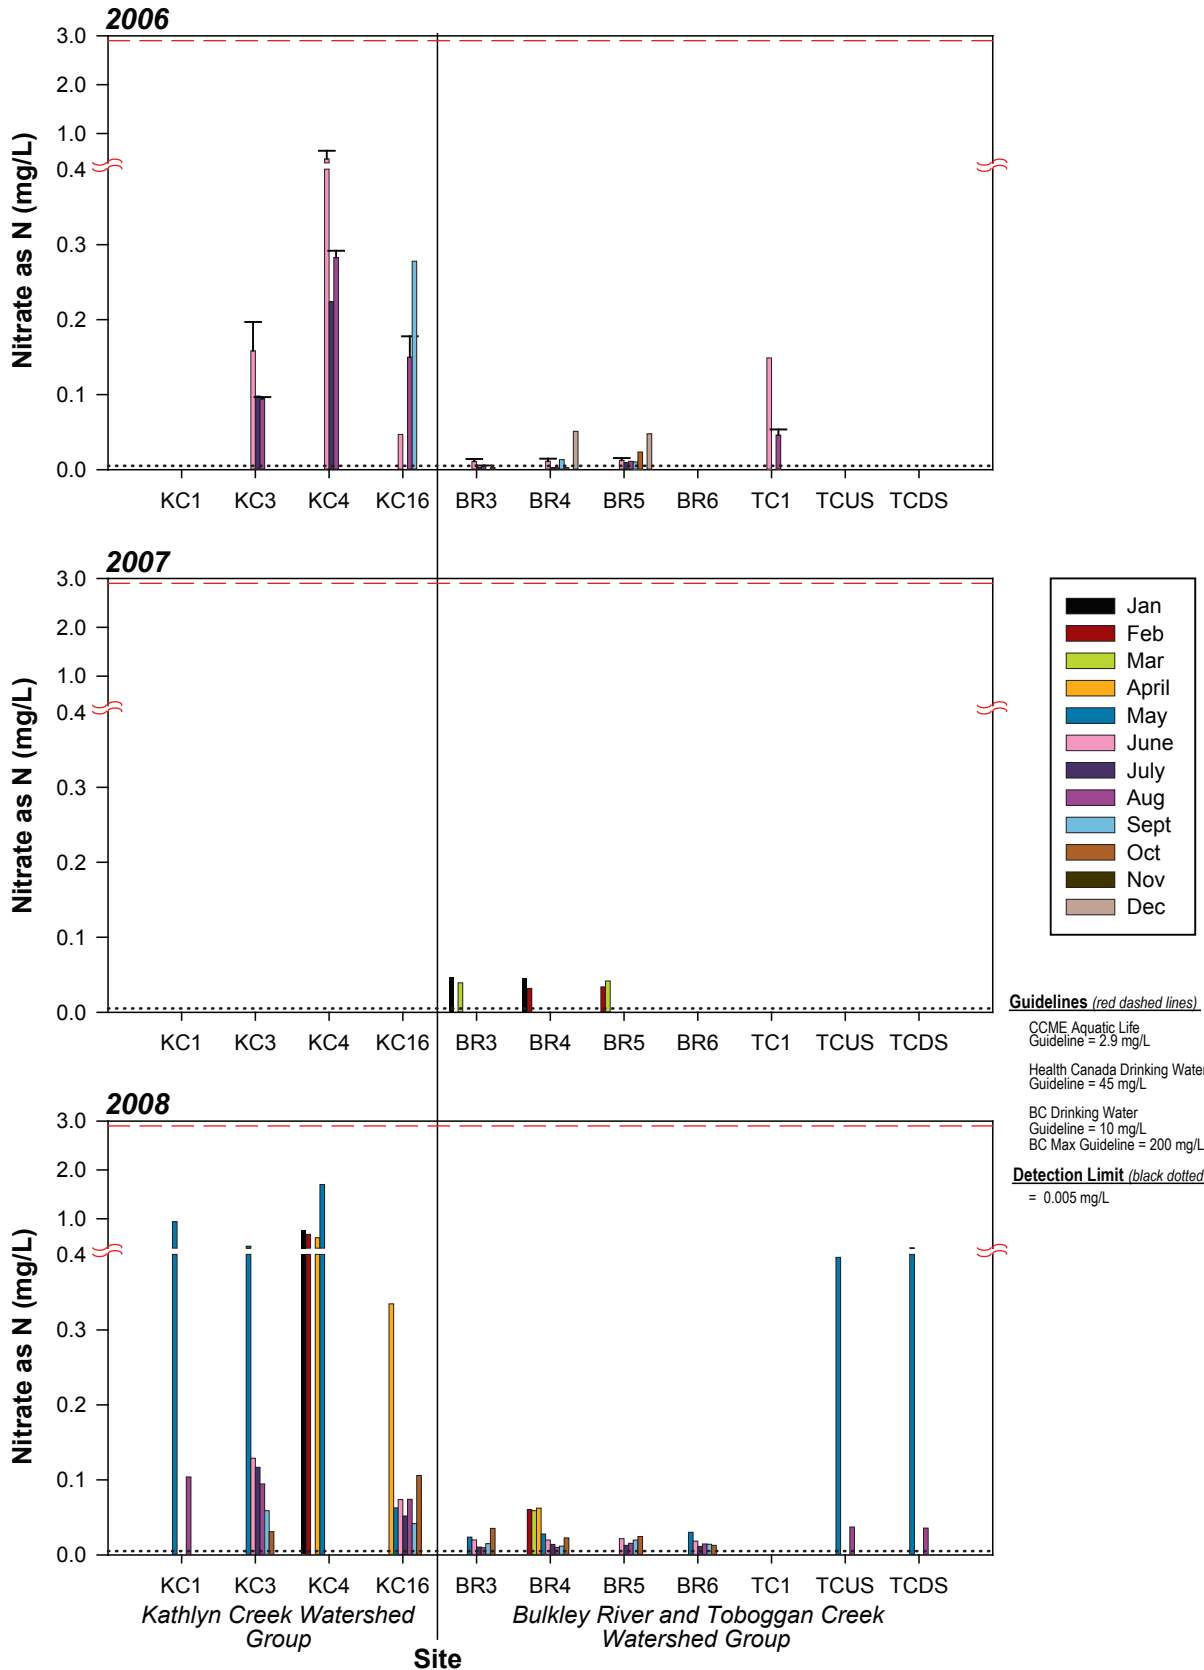 2006
3.0
2.0
1.0
0.4
0.3
0.2
0.1
0.0
Nitrate as N (mg/L)
KC1 KC3 KC4 KC16 BR3 BR4 BR5 BR6 TC1 TCUS TCDS
2007
3.0
2.0
1.0
0.4
0.3
0.2
0.1
0.0
Nitrate as N (mg/L)
KC1 KC3 KC4 KC16 BR3 BR4 BR5 BR6 TC1 TCUS TCDS
Jan
Feb
Mar
April
May
June
July
Aug
Sept
Oct
Nov
Dec
Guidelines (red dashed lines)
CCME Aquatic Life
Guideline = 2.9 mg/L
Health Canada Drinking Water
Guideline = 45 mg/L
BC Drinking Water
Guideline = 10 mg/L
BC Max Guideline = 200 mg/L
Detection Limit (black dotted
= 0.005 mg/L
2008
3.0
2.0
1.0
0.4
0.3
0.2
0.1
0.0
Nitrate as N (mg/L)
KC1 KC3 KC4 KC16 BR3 BR4 BR5 BR6 TC1 TCUS TCDS
Kathlyn Creek Watershed
Group
Bulkley River and Toboggan Creek
Watershed Group
Site